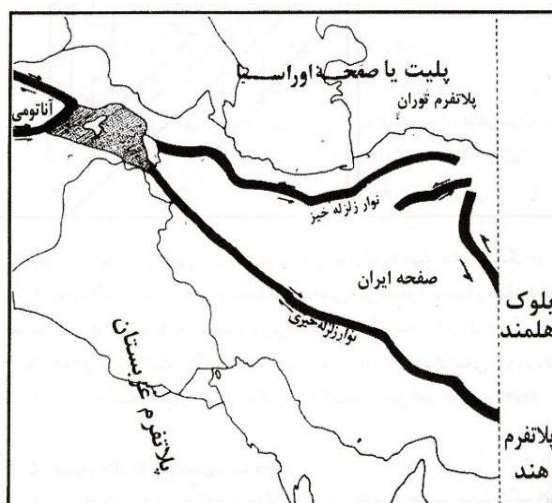 پلیت یا صفحه اوراسیا
پلاتفرم توران
آناتومی
نوار زلزله خیز
صفحه ایران
بلوک
هلمند
نوار زلزله خیزی
پلاتفرم عربستان
پلاتفرم
هند